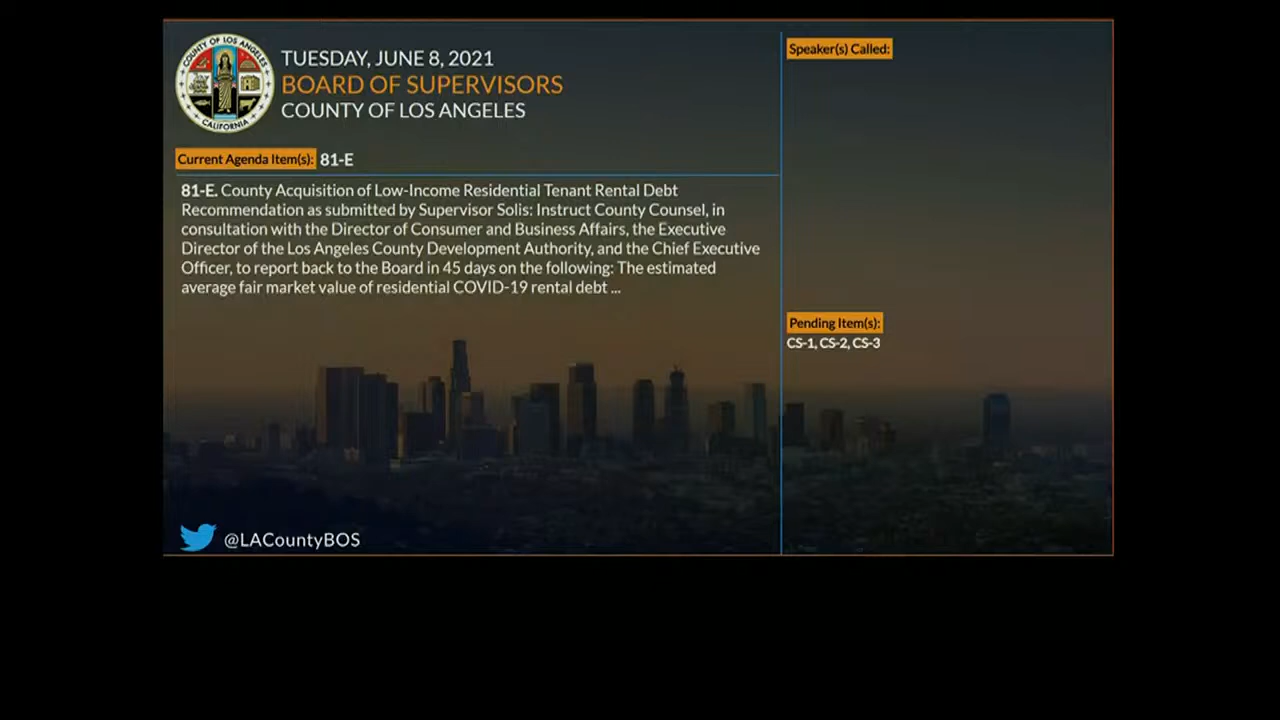 COUNTY OF LOS ANGELES
CALIFORNIA
TUESDAY, JUNE 8, 2021
BOARD OF SUPERVISORS
COUNTY OF LOS ANGELES
Current Agenda Item(s): 81-E
81-E. County Acquisition of Low-Income Residential Tenant Rental Debt
Recommendation as submitted by Supervisor Solis: Instruct County Counsel, in
consultation with the Director of Consumer and Business Affairs, the Executive
Director of the Los Angeles County Development Authority, and the Chief Executive
Officer, to report back to the Board in 45 days on the following: The estimated
average fair market value of residential COVID-19 rental debt ...
@LACountyBOS
Speaker(s) Called:
Pending Item(s):
CS-1, CS-2, CS-3